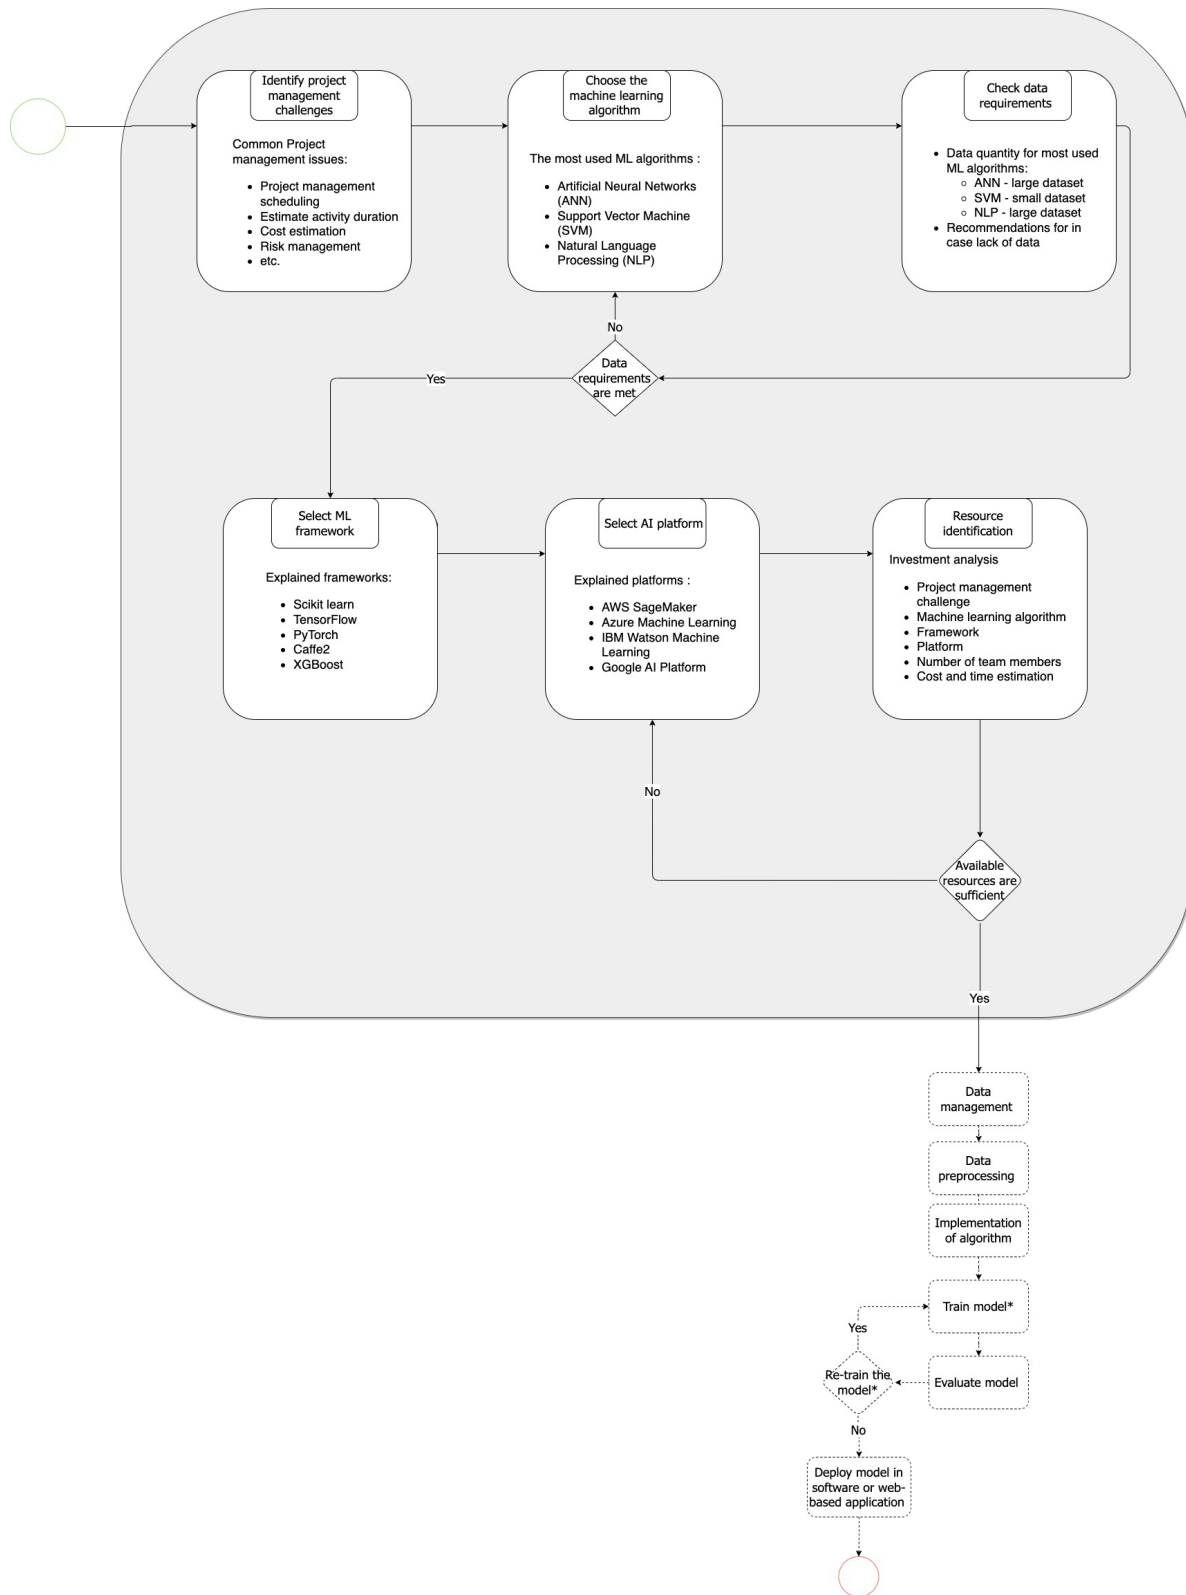 Identify project
management
challenges
Common Project
management issues:
• Project management
scheduling
• Estimate activity duration
• Cost estimation
• Risk management
• etc.
Choose the
machine learning
algorithm
The most used ML algorithms :
• Artificial Neural Networks
(ANN)
• Support Vector Machine
(SVM)
• Natural Language
Processing (NLP)
Check data
requirements
• Data quantity for most used
ML algorithms:
○ ANN - large dataset
○ SVM - small dataset
○ NLP - large dataset
• Recommendations for in
case lack of data
No
Data
requirements
are met
Yes
Select ML
framework
Explained frameworks:
• Scikit learn
• TensorFlow
• PyTorch
• Caffe2
• XGBoost
Select AI platform
Explained platforms :
• AWS SageMaker
• Azure Machine Learning
• IBM Watson Machine
Learning
• Google AI Platform
Resource
identification
Investment analysis
• Project management
challenge
• Machine learning algorithm
• Framework
• Platform
• Number of team members
• Cost and time estimation
No
Available
resources are
sufficient
Yes
Data
management
Data
preprocessing
Implementation
of algorithm
Train model*
Yes
Re-train the
model*
Evaluate model
No
Deploy model in
software or web-
based application